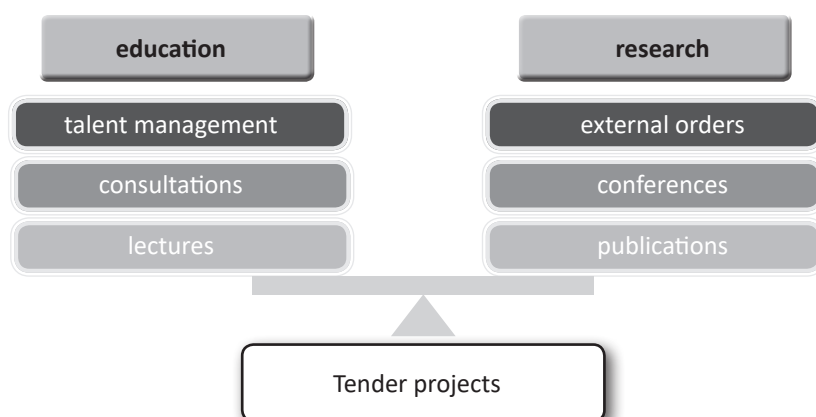 education
talent management
consultations
lectures
research
external orders
conferences
publications
Tender projects